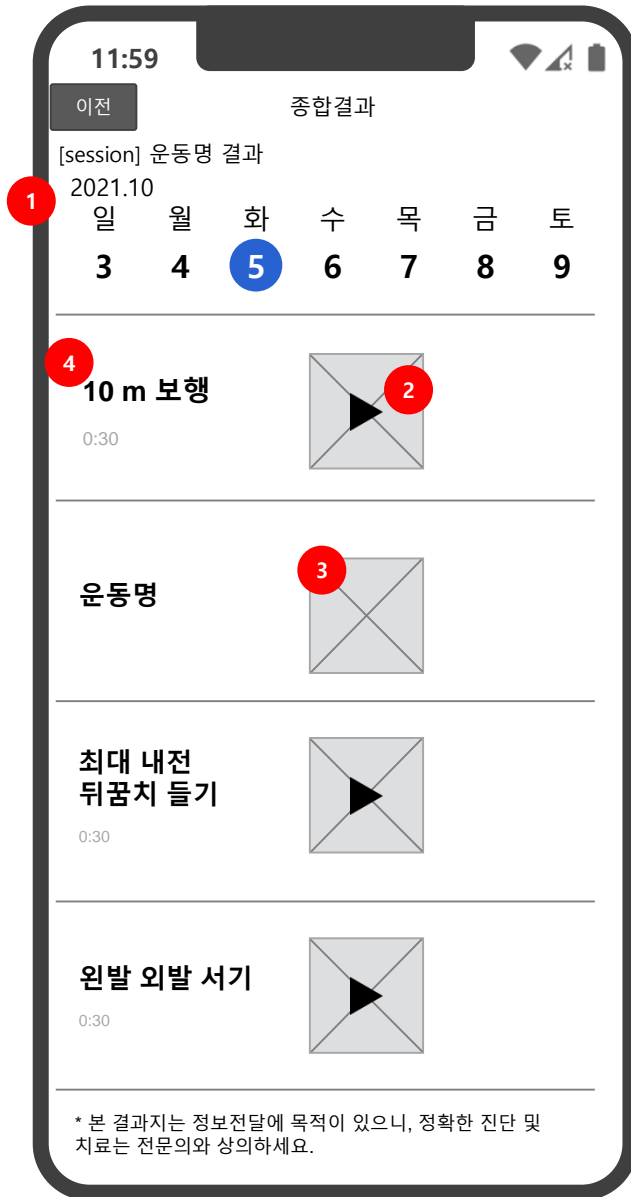 11:59
이전
종합결과
[session] 운동명 결과
1
2021.10
일 월 화 수 목 금 토
3 4 5 6 7 8 9
4
10 m 보행
2
0:30
3
운동명
최대 내전
뒤꿈치 들기
0:30
왼발 외발 서기
0:30
* 본 결과지는 정보전달에 목적이 있으니, 정확한 진단 및
치료는 전문의와 상의하세요.